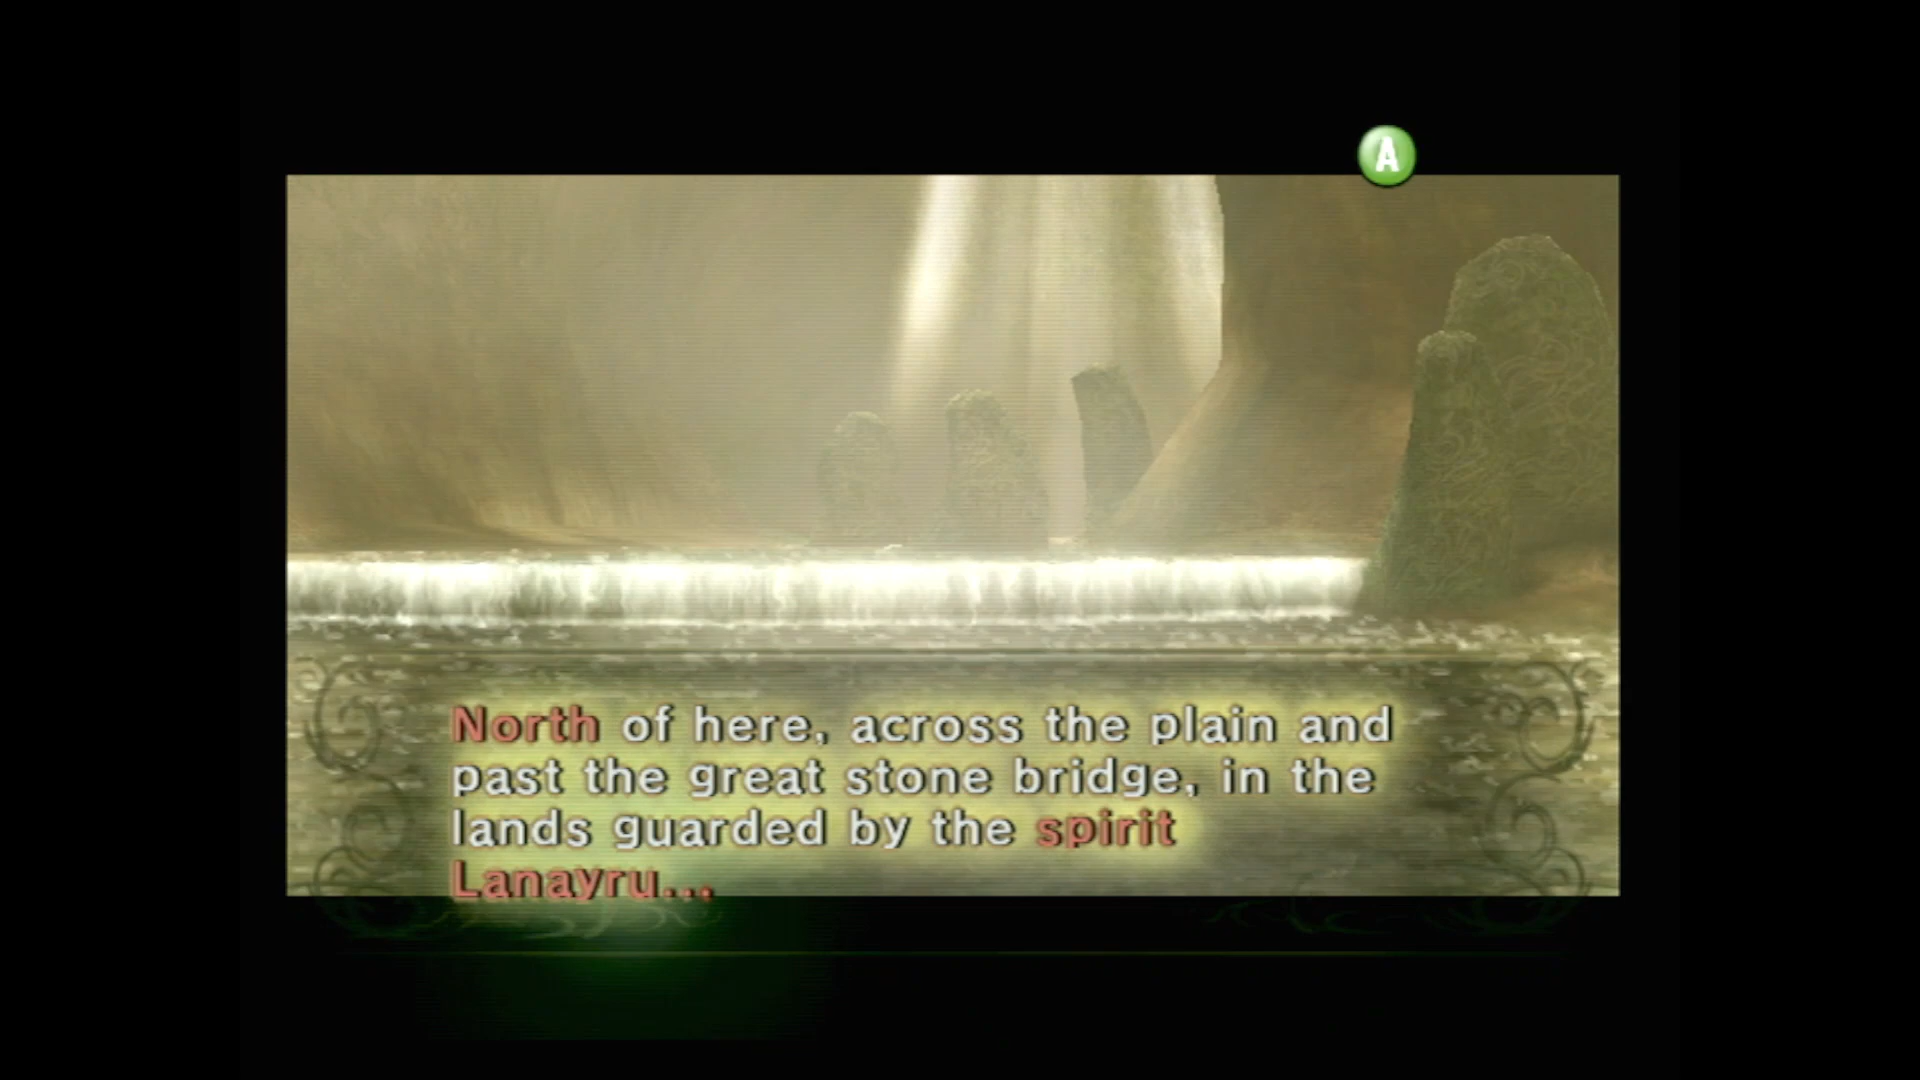 A
North of here, across the plain and
past the great stone bridge, in the
lands guarded by the spirit
Lanayru...